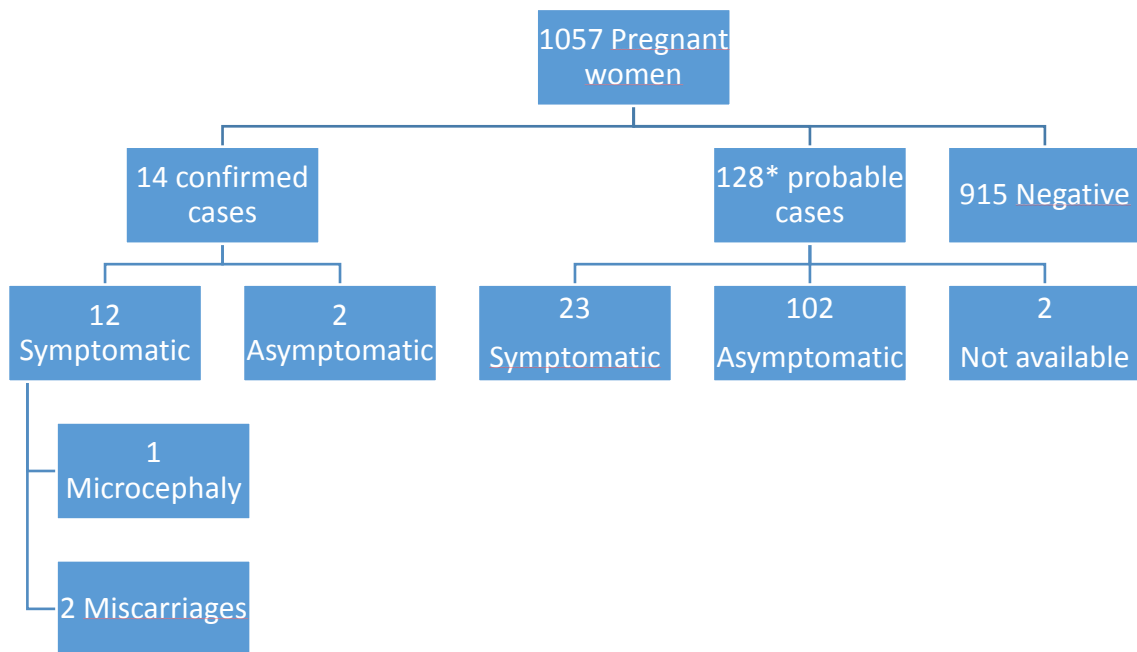 1057 Pregnant
women
14 confirmed
cases
128* probable
cases
915 Negative
12
Symptomatic
2
Asymptomatic
23
Symptomatic
102
Asymptomatic
2
Not available
1
Microcephaly
2 Miscarriages